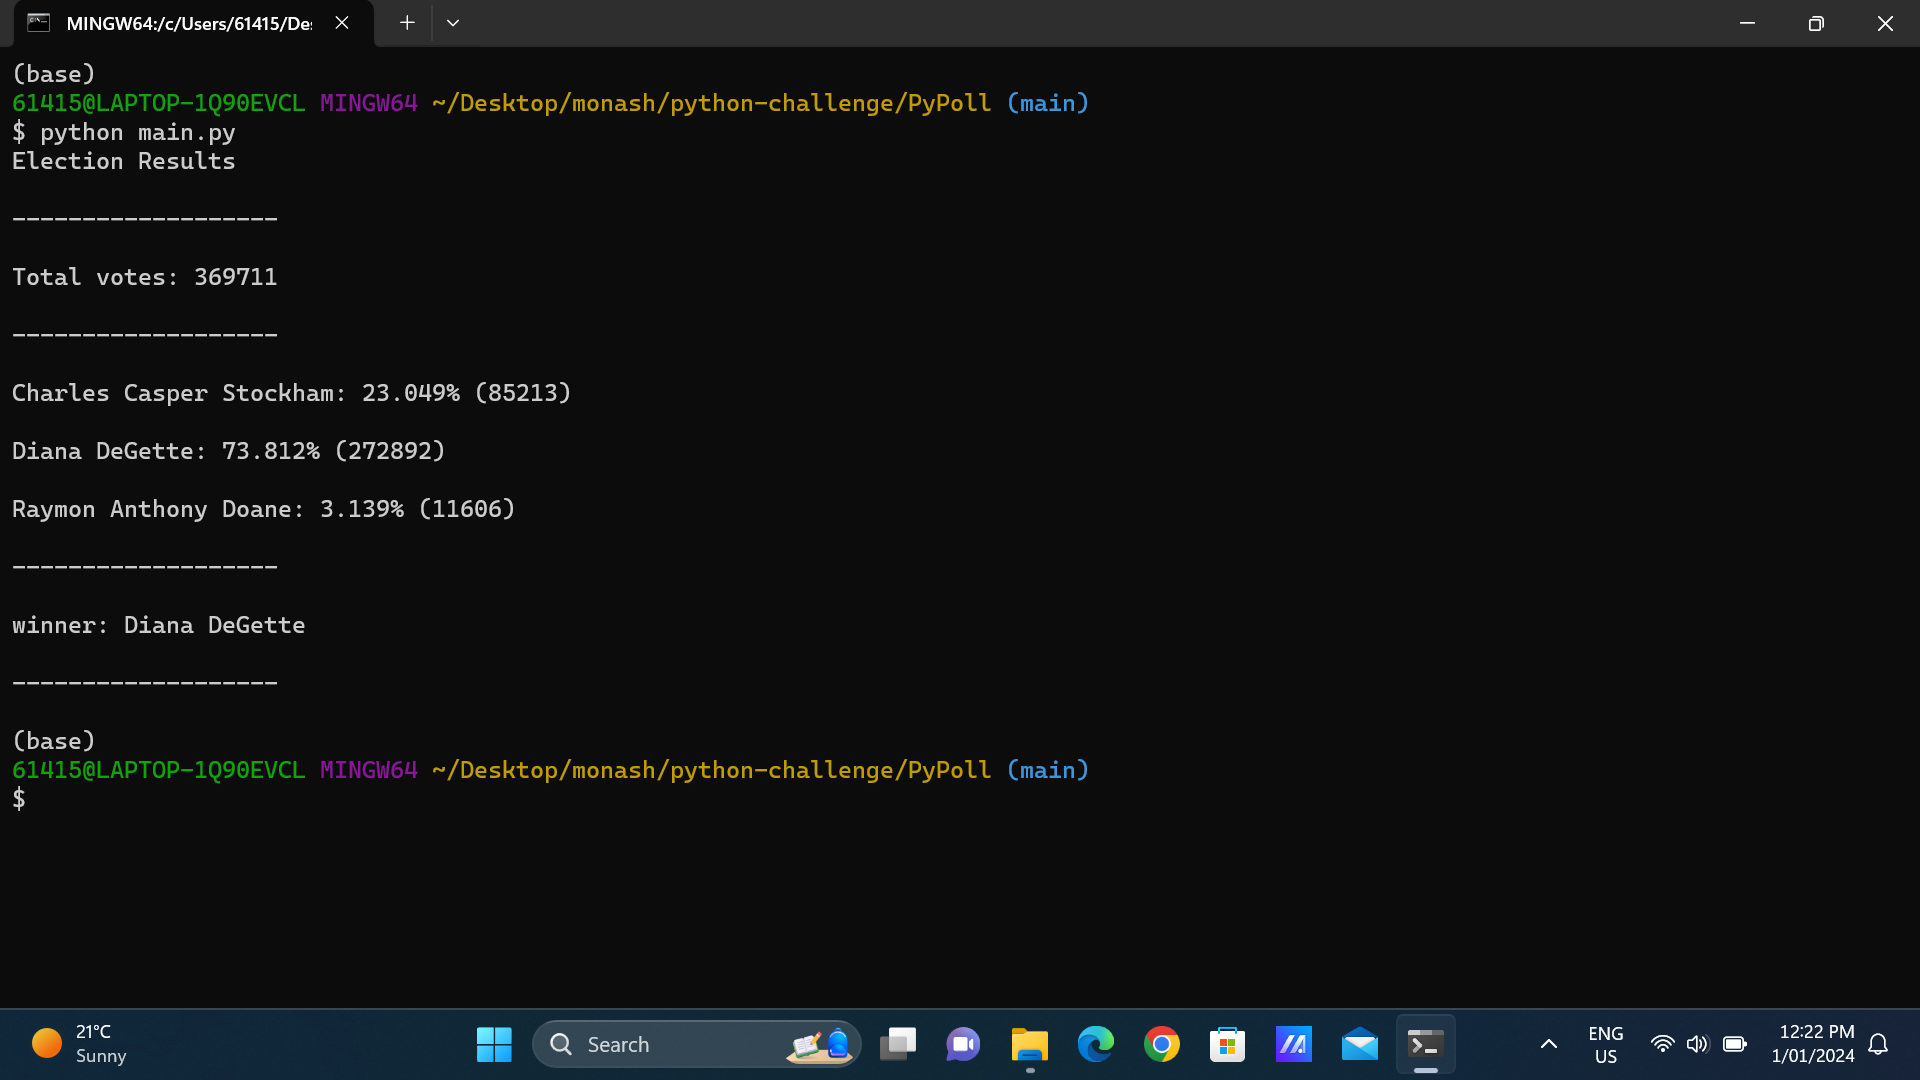 MINGW64:/c/Users/61415/De
(base)
61415@LAPTOP-1Q90EVCL MINGW64 ~/Desktop/monash/python-challenge/PyPoll (main)
$ python main.py
Election Results
-------------------
Total votes: 369711
-------------------
Charles Casper Stockham: 23.049% (85213)
Diana DeGette: 73.812% (272892)
Raymon Anthony Doane: 3.139% (11606)
-------------------
winner: Diana DeGette
-------------------
(base)
61415@LAPTOP-1Q90EVCL MINGW64 ~/Desktop/monash/python-challenge/PyPoll (main)
$
21°C
Sunny
Search
ENG
US
12:22 PM
1/01/2024